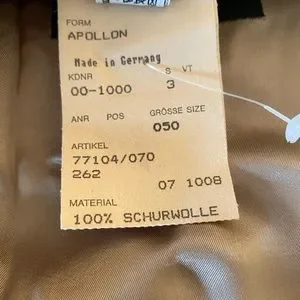 FORM
APOLLON
Made in Germany
KDNR S VT
00-1000 3
ANR POS GRÖSSE SIZE
050
ARTIKEL
77104/070
262
07 1008
MATERIAL
100% SCHURWOLLE